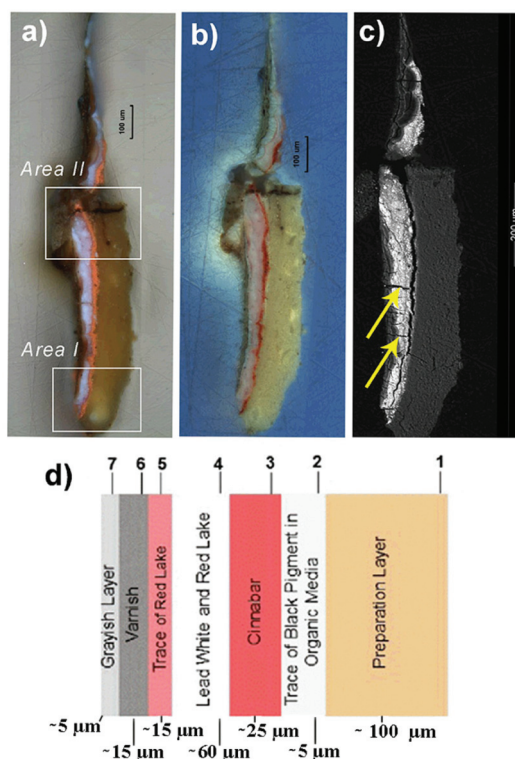 a)
b)
c)
Area II
Area I
100 um
100 um
200 um
d)
7
6
5
4
3
2
1
Grayish Layer
Varnish
Trace of Red Lake
Lead White and Red Lake
Cinnabar
Trace of Black Pigment in
Organic Media
Preparation Layer
~5 μm
~15 μm
~15 μm
~60 μm
~25 μm
~5 μm
~ 100 μm